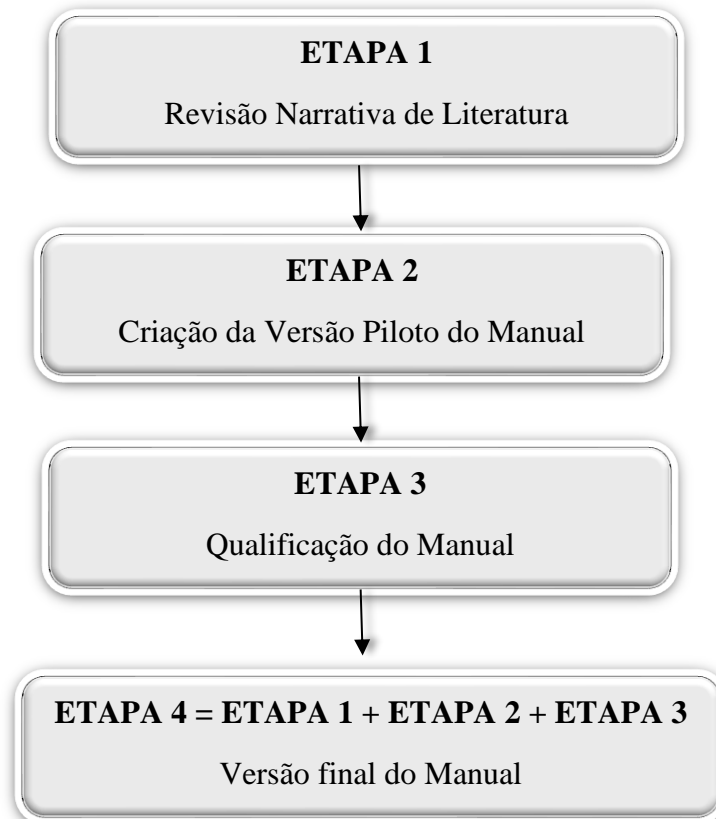 ETAPA 1
Revisão Narrativa de Literatura
ETAPA 2
Criação da Versão Piloto do Manual
ETAPA 3
Qualificação do Manual
ETAPA 4 = ETAPA 1 + ETAPA 2 + ETAPA 3
Versão final do Manual